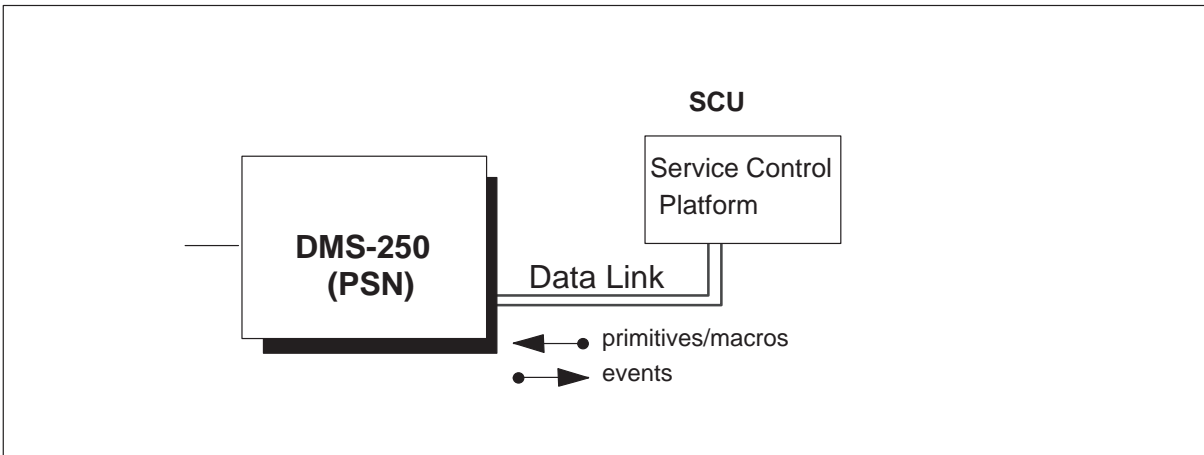 SCU
Service Control
Platform
DMS-250
(PSN)
Data Link
primitives/macros
events